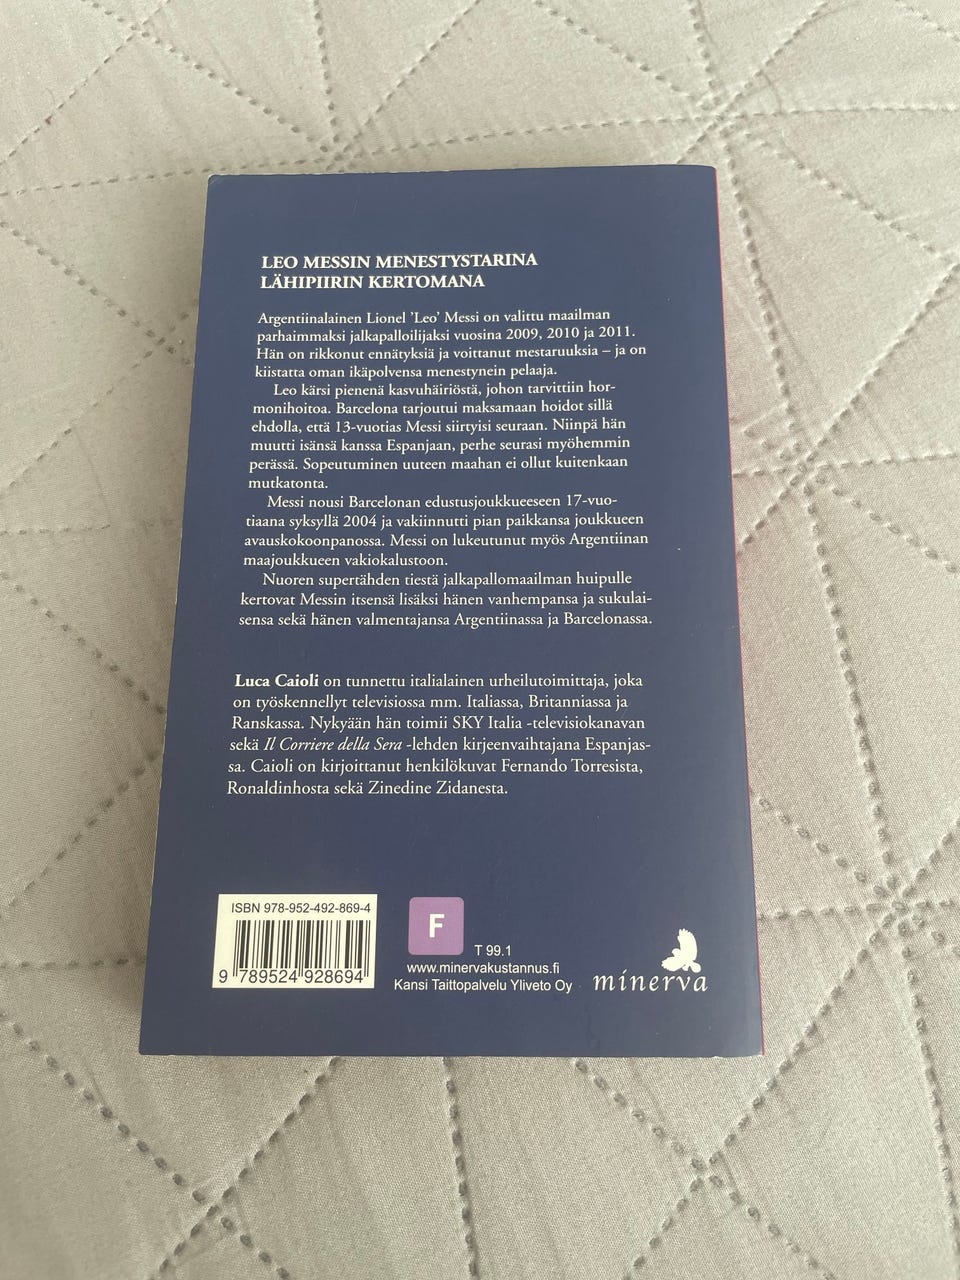 LEO MESSIN MENESTYSTARINA
LÄHIPIIRIN KERTOMANA
Argentiinalainen Lionel ’Leo’ Messi on valittu maailman
parhaimmaksi jalkapalloilijaksi vuosina 2009, 2010 ja 2011.
Hän on rikkonut ennätyksiä ja voittanut mestaruuksia – ja on
kiistatta oman ikäpolvensa menestynein pelaaja.
Leo kärsi pienenä kasvuhäiriöstä, johon tarvittiin hor-
monihoitoa. Barcelona tarjoutui maksamaan hoidot sillä
ehdolla, että 13-vuotias Messi siirtyisi seuraan. Niinpä hän
muutti isänsä kanssa Espanjaan, perhe seurasi myöhemmin
perässä. Sopeutuminen uuteen maahan ei ollut kuitenkaan
mutkatonta.
Messi nousi Barcelonan edustusjoukkueeseen 17-vuo-
tiaana syksyllä 2004 ja vakiinnutti pian paikkansa joukkueen
avauskokoonpanossa. Messi on lukeutunut myös Argentiinan
maajoukkueen vakiokalustoon.
Nuoren supertähden tiestä jalkapallomaailman huipulle
kertovat Messin itsensä lisäksi hänen vanhempansa ja sukulai-
sensa sekä hänen valmentajansa Argentiinassa ja Barcelonassa.
Luca Caioli on tunnettu italialainen urheilutoimittaja, joka
on työskennellyt televisiossa mm. Italiassa, Britanniassa ja
Ranskassa. Nykyään hän toimii SKY Italia -televisiokanavan
sekä Il Corriere della Sera -lehden kirjeenvaihtajana Espanjas-
sa. Caioli on kirjoittanut henkilökuvat Fernando Torresista,
Ronaldinhosta sekä Zinedine Zidanesta.
ISBN 978-952-492-869-4
9 789524 928694
F
T 99.1
www.minervakustannus.fi
Kansi Taittopalvelu Yliveto Oy
minerva